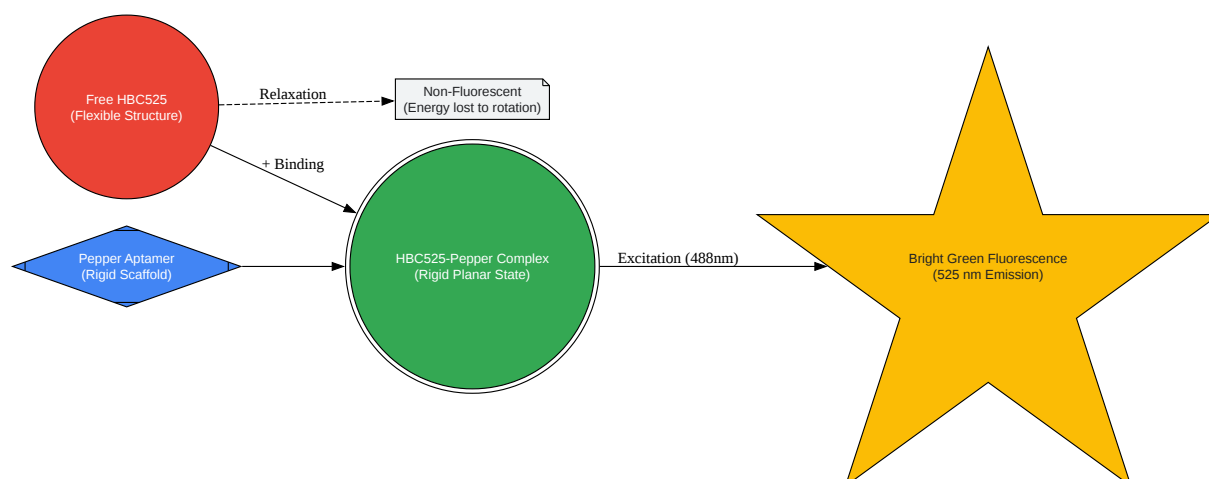 Free HBC525
(Flexible Structure)
Relaxation
Non-Fluorescent
(Energy lost to rotation)
+ Binding
Pepper Aptamer
(Rigid Scaffold)
HBC525-Pepper Complex
(Rigid Planar State)
Excitation (488nm)
Bright Green Fluorescence
(525 nm Emission)